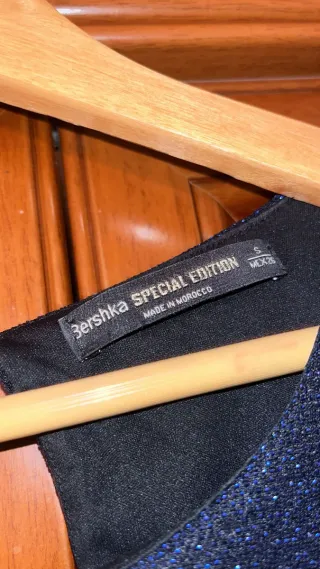 Bershka SPECIAL EDITION
MADE IN MOROCCO
S
MEX 26